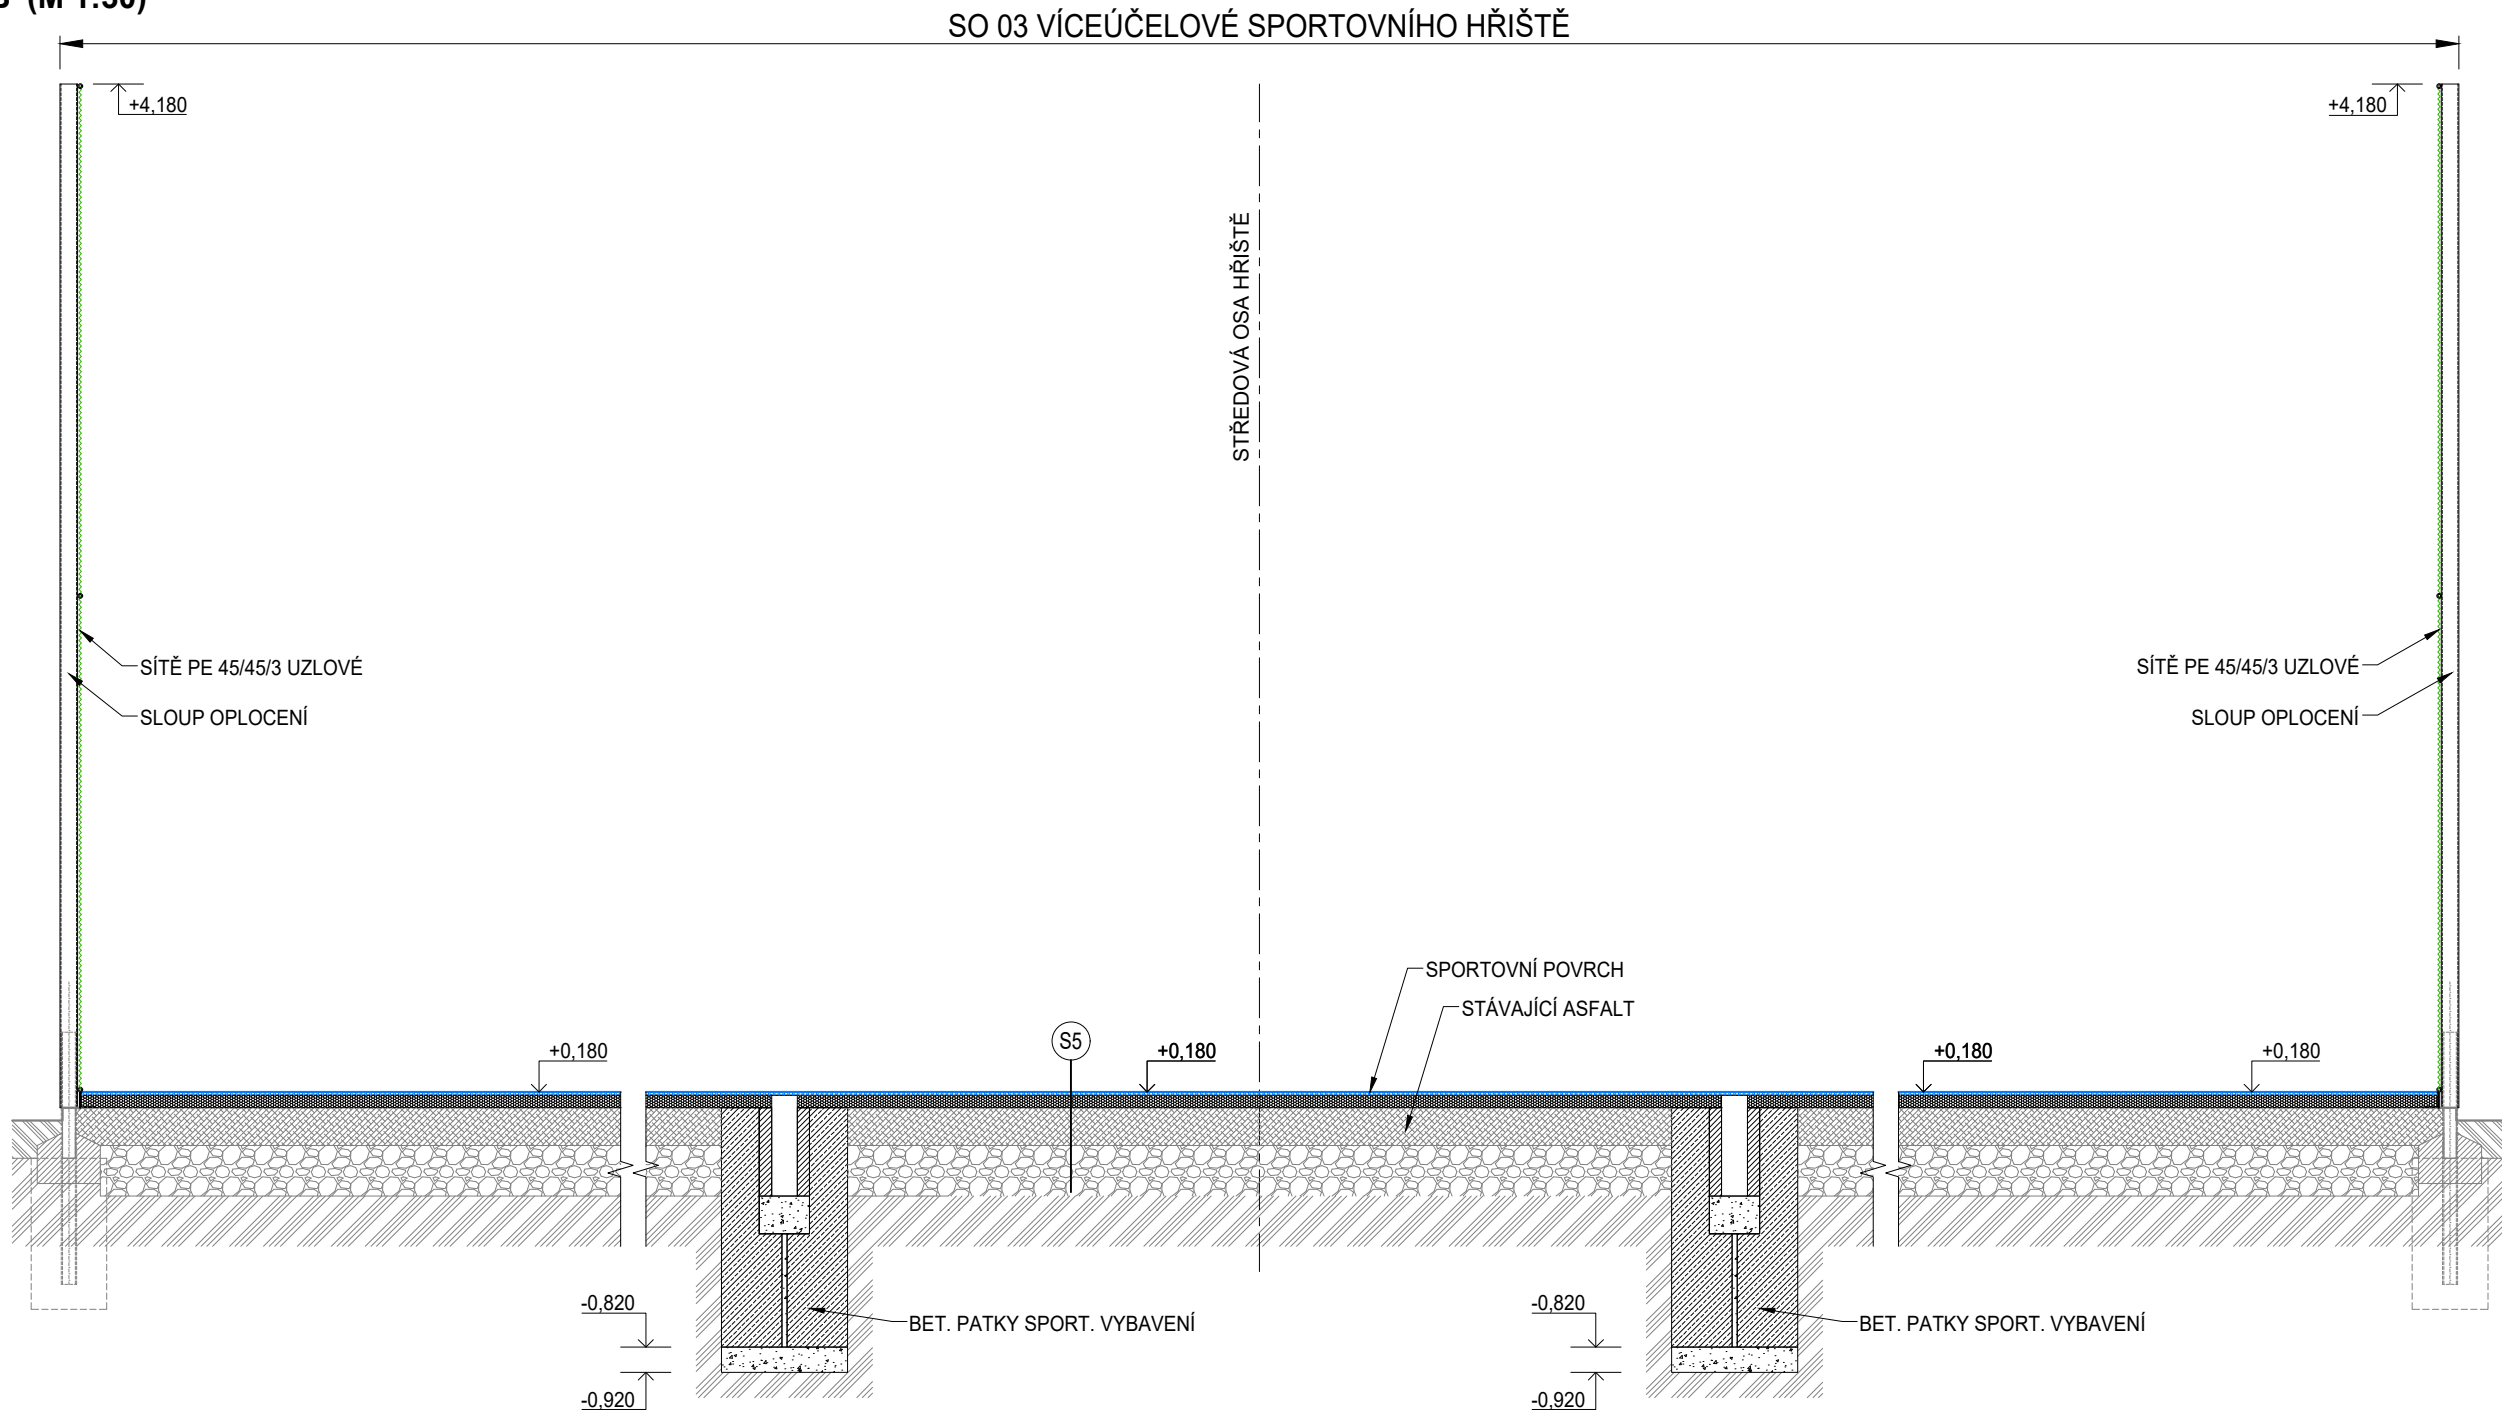 (M 1:50)
SO 03 VÍCEÚČELOVÉ SPORTOVNÍHO HŘIŠTĚ
+4,180
+4,180
STŘEDOVÁ OSA HŘIŠTĚ
SÍTĚ PE 45/45/3 UZLOVÉ
SÍTĚ PE 45/45/3 UZLOVÉ
SLOUP OPLOCENÍ
SLOUP OPLOCENÍ
SPORTOVNÍ POVRCH
STÁVAJÍCÍ ASFALT
+0,180
S5
+0,180
+0,180
+0,180
-0,820
-0,820
BET. PATKY SPORT. VYBAVENÍ
BET. PATKY SPORT. VYBAVENÍ
-0,920
-0,920